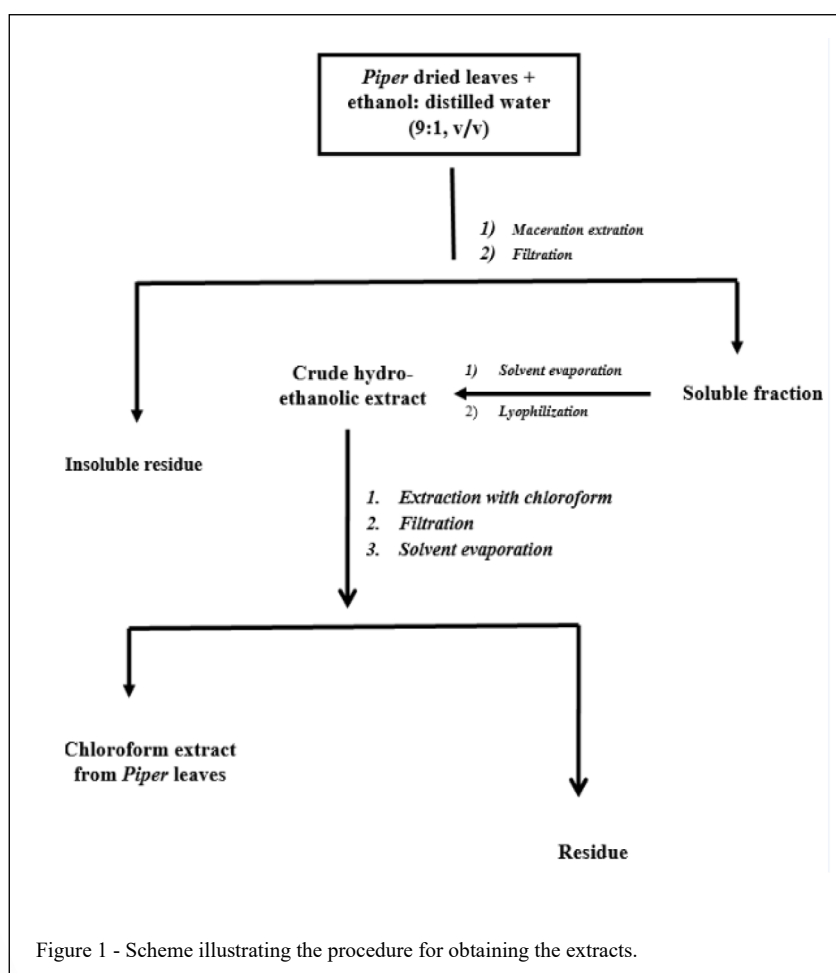 Piper dried leaves +
ethanol: distilled water
(9:1, v/v)
1) Maceration extration
2) Filtration
Crude hydro-
ethanolic extract
1) Solvent evaporation
2) Lyophilization
Soluble fraction
Insoluble residue
1. Extraction with chloroform
2. Filtration
3. Solvent evaporation
Chloroform extract
from Piper leaves
Residue
Figure 1 - Scheme illustrating the procedure for obtaining the extracts.